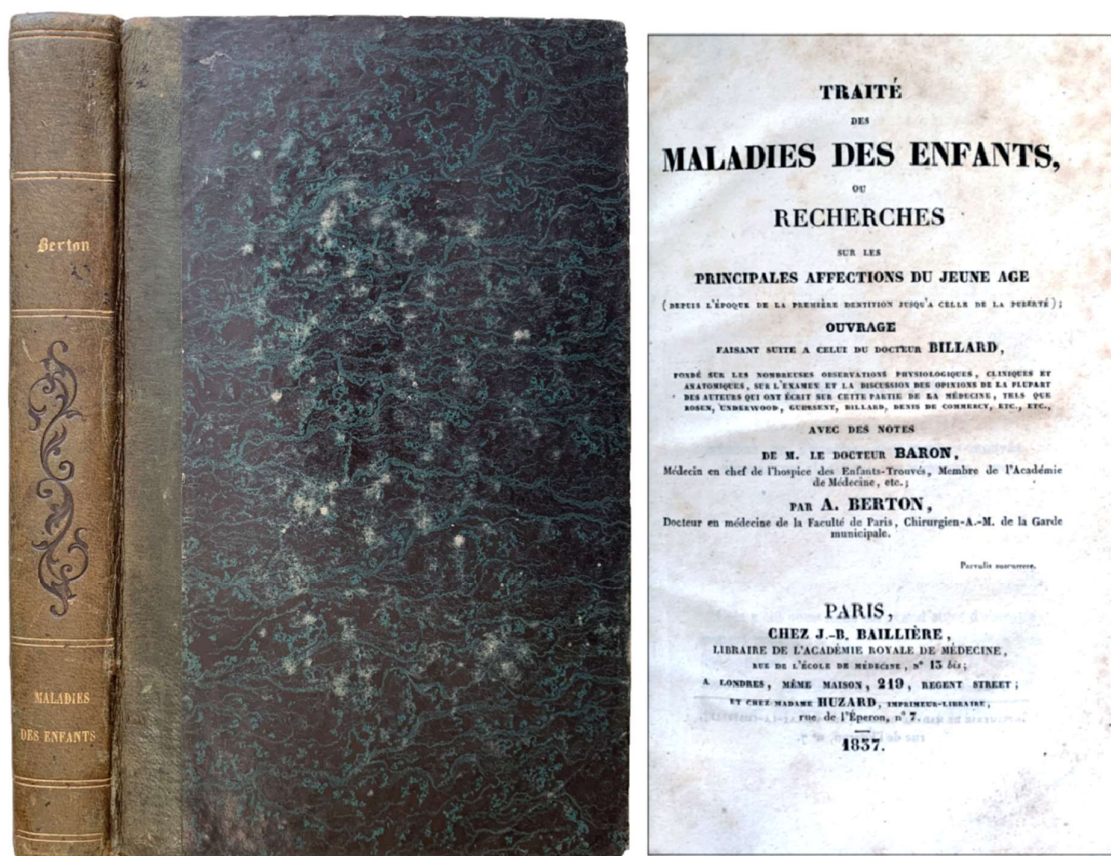 Berton
MALADIES
DES ENFANTS
TRAITÉ
DES
MALADIES DES ENFANTS,
OU
RECHERCHES
SUR LES
PRINCIPALES AFFECTIONS DU JEUNE AGE
(DEPUIS L'ÉPOQUE DE LA PREMIÈRE DENTITION JUSQU'A CELLE DE LA PUBERTÉ);
OUVRAGE
FAISANT SUITE A CELUI DU DOCTEUR BILLARD,
FONDÉ SUR LES NOMBREUSES OBSERVATIONS PHYSIOLOGIQUES, CLINIQUES ET
ANATOMIQUES, SUR L'EXAMEN ET LA DISCUSSION DES OPINIONS DE LA PLUPART
DES AUTEURS QUI ONT ÉCRIT SUR CETTE PARTIE DE LA MÉDECINE, TELS QUE
ROSEN, UNDERWOOD, GUERSENT, BILLARD, DENIS DE COMMERCY, ETC., ETC.,
AVEC DES NOTES
DE M. LE DOCTEUR BARON,
Médecin en chef de l'hospice des Enfants-Trouvés, Membre de l'Académie
de Médecine, etc.;
PAR A. BERTON,
Docteur en médecine de la Faculté de Paris, Chirurgien-A.-M. de la Garde
municipale.
Parvulis succurrere.
PARIS,
CHEZ J.-B. BAILLIÈRE,
LIBRAIRE DE L'ACADÉMIE ROYALE DE MÉDECINE,
RUE DE L'ÉCOLE DE MÉDECINE, Nº 13 bis;
A LONDRES, MÊME MAISON, 219, REGENT STREET;
ET CHEZ MADAME HUZARD, IMPRIMEUR-LIBRAIRE,
rue de l'Éperon, nº 7.
1837.